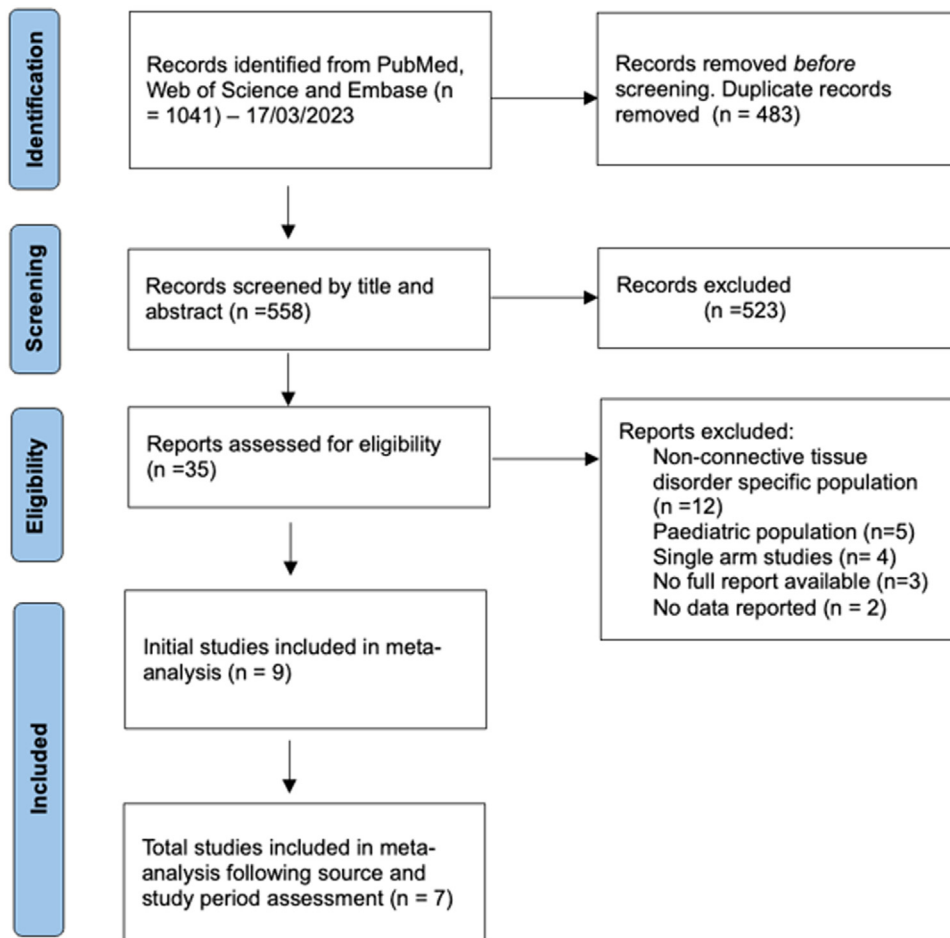 Identification
Records identified from PubMed,
Web of Science and Embase (n
= 1041) – 17/03/2023
Records removed before
screening. Duplicate records
removed (n = 483)
Screening
Records screened by title and
abstract (n =558)
Records excluded
(n =523)
Eligibility
Reports assessed for eligibility
(n =35)
Reports excluded:
Non-connective tissue
disorder specific population
(n =12)
Paediatric population (n=5)
Single arm studies (n= 4)
No full report available (n=3)
No data reported (n = 2)
Included
Initial studies included in meta-
analysis (n = 9)
Total studies included in meta-
analysis following source and
study period assessment (n = 7)